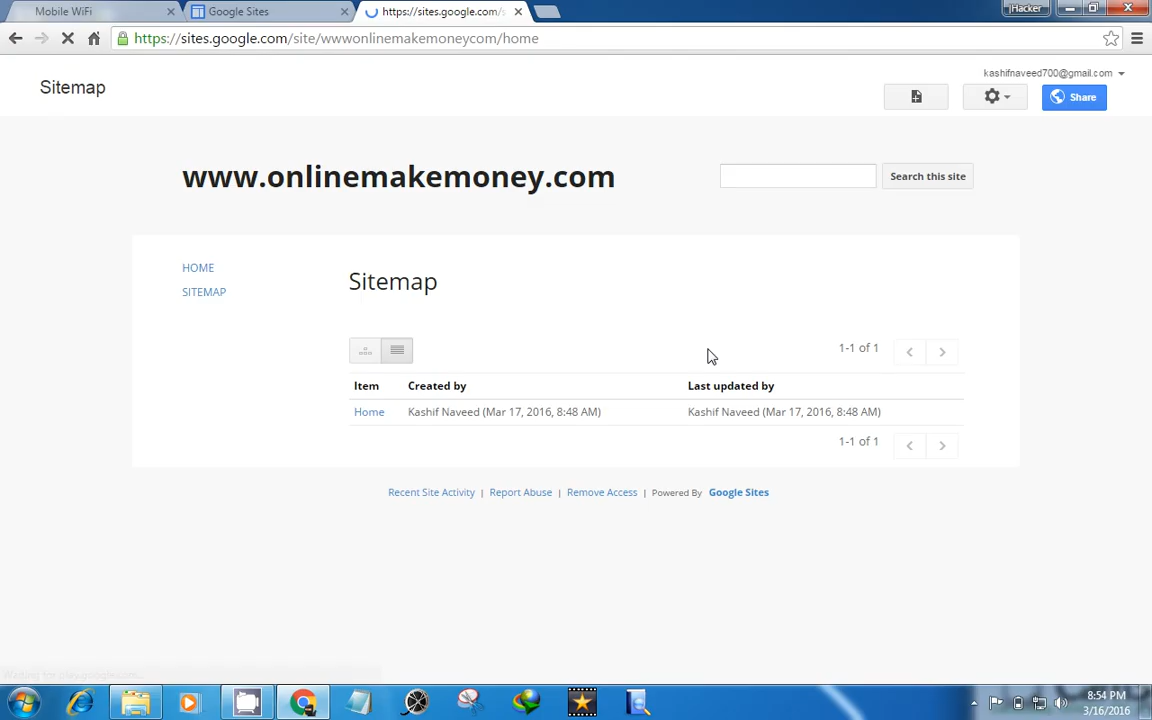 Mobile WiFi
Google Sites
https://sites.google.com/s
jHacker
https://sites.google.com/site/wwwonlinemakemoneycom/home
kashifnaveed700@gmail.com
Sitemap
Share
www.onlinemakemoney.com
Search this site
HOME
SITEMAP
Sitemap
1-1 of 1
Item Created by Last updated by
Home Kashif Naveed (Mar 17, 2016, 8:48 AM) Kashif Naveed (Mar 17, 2016, 8:48 AM)
1-1 of 1
Recent Site Activity | Report Abuse | Remove Access | Powered By Google Sites
8:54 PM
3/16/2016